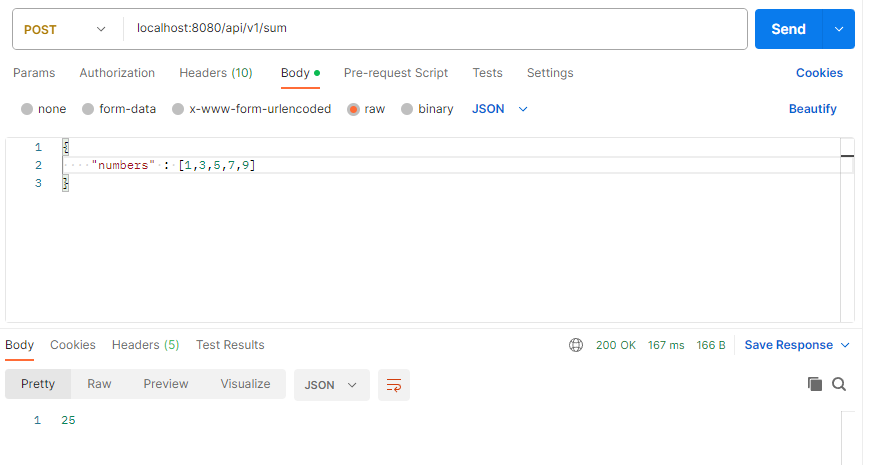 POST localhost:8080/api/v1/sum Send
Params Authorization Headers (10) Body Pre-request Script Tests Settings Cookies
none form-data x-www-form-urlencoded raw binary JSON Beautify
1 {
2 "numbers" : [1,3,5,7,9]
3 }
Body Cookies Headers (5) Test Results 200 OK 167 ms 166 B Save Response
Pretty Raw Preview Visualize JSON
1 25